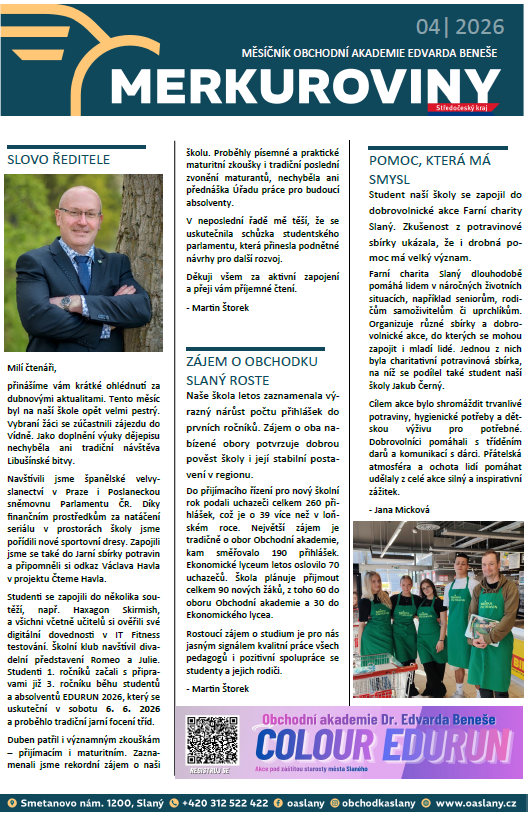 04| 2026
MĚSÍČNÍK OBCHODNÍ AKADEMIE EDVARDA BENEŠE
MERKUROVINY
Středočeský kraj
SLOVO ŘEDITELE
Milí čtenáři,
přinášíme vám krátké ohlédnutí za
dubnovými aktualitami. Tento měsíc
byl na naší škole opět velmi pestrý.
Vybraní žáci se zúčastnili zájezdu do
Vídně. Jako doplnění výuky dějepisu
nechyběla ani tradiční návštěva
Libušínské bitvy.
Navštívili jsme španělské velvy-
slanectví v Praze i Poslaneckou
sněmovnu Parlamentu ČR. Díky
finančním prostředkům za natáčení
seriálu v prostorách školy jsme
pořídili nové sportovní dresy. Zapojili
jsme se také do Jarní sbírky potravin
a připomněli si odkaz Václava Havla
v projektu Čteme Havla.
Studenti se zapojili do několika sou-
těží, např. Haxagon Skirmish,
a všichni včetně učitelů si ověřili své
digitální dovednosti v IT Fitness
testování. Školní klub navštívil diva-
delní představení Romeo a Julie.
Studenti 1. ročníků začali s přípra-
vami již 3. ročníku běhu studentů
a absolventů EDURUN 2026, který se
uskuteční v sobotu 6. 6. 2026
a proběhlo tradiční jarní focení tříd.
Duben patří i významným zkouškám
– přijímacím i maturitním. Zazna-
menali jsme rekordní zájem o naši
školu. Proběhly písemné a praktické
maturitní zkoušky i tradiční poslední
zvonění maturantů, nechyběla ani
přednáška Úřadu práce pro budoucí
absolventy.
V neposlední řadě mě těší, že se
uskutečnila schůzka studentského
parlamentu, která přinesla podnětné
návrhy pro další rozvoj.
Děkuji všem za aktivní zapojení
a přeji vám příjemné čtení.
- Martin Štorek
ZÁJEM O OBCHODKU
SLANÝ ROSTE
Naše škola letos zaznamenala vý-
razný nárůst počtu přihlášek do
prvních ročníků. Zájem o oba na-
bízené obory potvrzuje dobrou
pověst školy i její stabilní posta-
vení v regionu.
Do přijímacího řízení pro nový školní
rok podali uchazeči celkem 260 při-
hlášek, což je o 39 více než v loň-
ském roce. Největší zájem je
tradičně o obor Obchodní akademie,
kam směřovalo 190 přihlášek.
Ekonomické lyceum letos oslovilo 70
uchazečů. Škola plánuje přijmout
celkem 90 nových žáků, z toho 60 do
oboru Obchodní akademie a 30 do
Ekonomického lycea.
Rostoucí zájem o studium je pro nás
jasným signálem kvalitní práce všech
pedagogů i pozitivní spolupráce se
studenty a jejich rodiči.
- Martin Štorek
POMOC, KTERÁ MÁ
SMYSL
Student naší školy se zapojil do
dobrovolnické akce Farní charity
Slaný. Zkušenost z potravinové
sbírky ukázala, že i drobná po-
moc má velký význam.
Farní charita Slaný dlouhodobě
pomáhá lidem v náročných životních
situacích, například seniorům, rodi-
čům samoživitelům či uprchlíkům.
Organizuje různé sbírky a dobro-
volnické akce, do kterých se mohou
zapojit i mladí lidé. Jednou z nich
byla charitativní potravinová sbírka,
na níž se podílel také student naší
školy Jakub Černý.
Cílem akce bylo shromáždit trvanlivé
potraviny, hygienické potřeby a dět-
skou výživu pro potřebné.
Dobrovolníci pomáhali s tříděním
darů a komunikací s dárci. Přátelská
atmosféra a ochota lidí pomáhat
udělaly z celé akce silný a inspirativní
zážitek.
- Jana Micková
REGISTRUJ SE
Obchodní akademie Dr. Edvarda Beneše
COLOUR EDURUN
Akce pod záštitou starosty města Slaného
Smetanovo nám. 1200, Slaný +420 312 522 422 oaslany obchodkaslany www.oaslany.cz